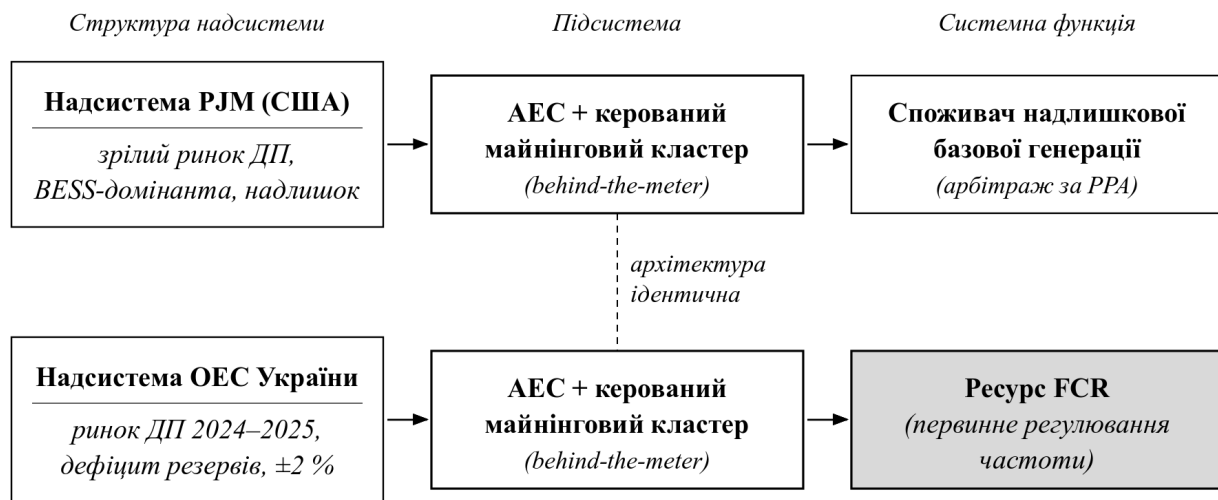 Структура надсистеми
Підсистема
Системна функція
Надсистема PJM (США)
зрілий ринок ДП,
BESS-домінанта, надлишок
АЕС + керований
майнінговий кластер
(behind-the-meter)
Споживач надлишкової
базової генерації
(арбітраж за PPA)
архітектура
ідентична
Надсистема ОЕС України
ринок ДП 2024–2025,
дефіцит резервів, ±2 %
АЕС + керований
майнінговий кластер
(behind-the-meter)
Ресурс FCR
(первинне регулювання
частоти)